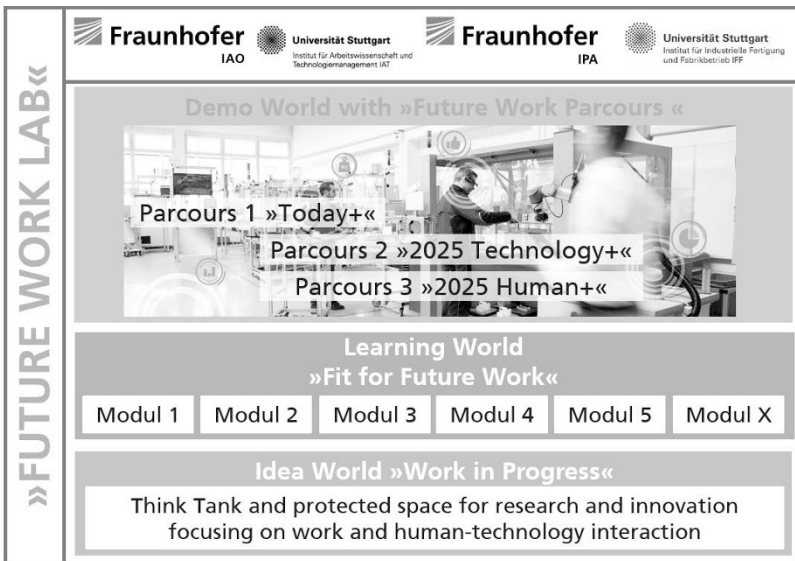 »FUTURE WORK LAB«
Fraunhofer
IAO
Universität Stuttgart
Institut für Arbeitswissenschaft und
Technologiemanagement IAT
Fraunhofer
IPA
Universität Stuttgart
Institut für Industrielle Fertigung
und Fabrikbetrieb IFF
Demo World with »Future Work Parcours «
Parcours 1 »Today+«
Parcours 2 »2025 Technology+«
Parcours 3 »2025 Human+«
Learning World
»Fit for Future Work«
Modul 1
Modul 2
Modul 3
Modul 4
Modul 5
Modul X
Idea World »Work in Progress«
Think Tank and protected space for research and innovation
focusing on work and human-technology interaction